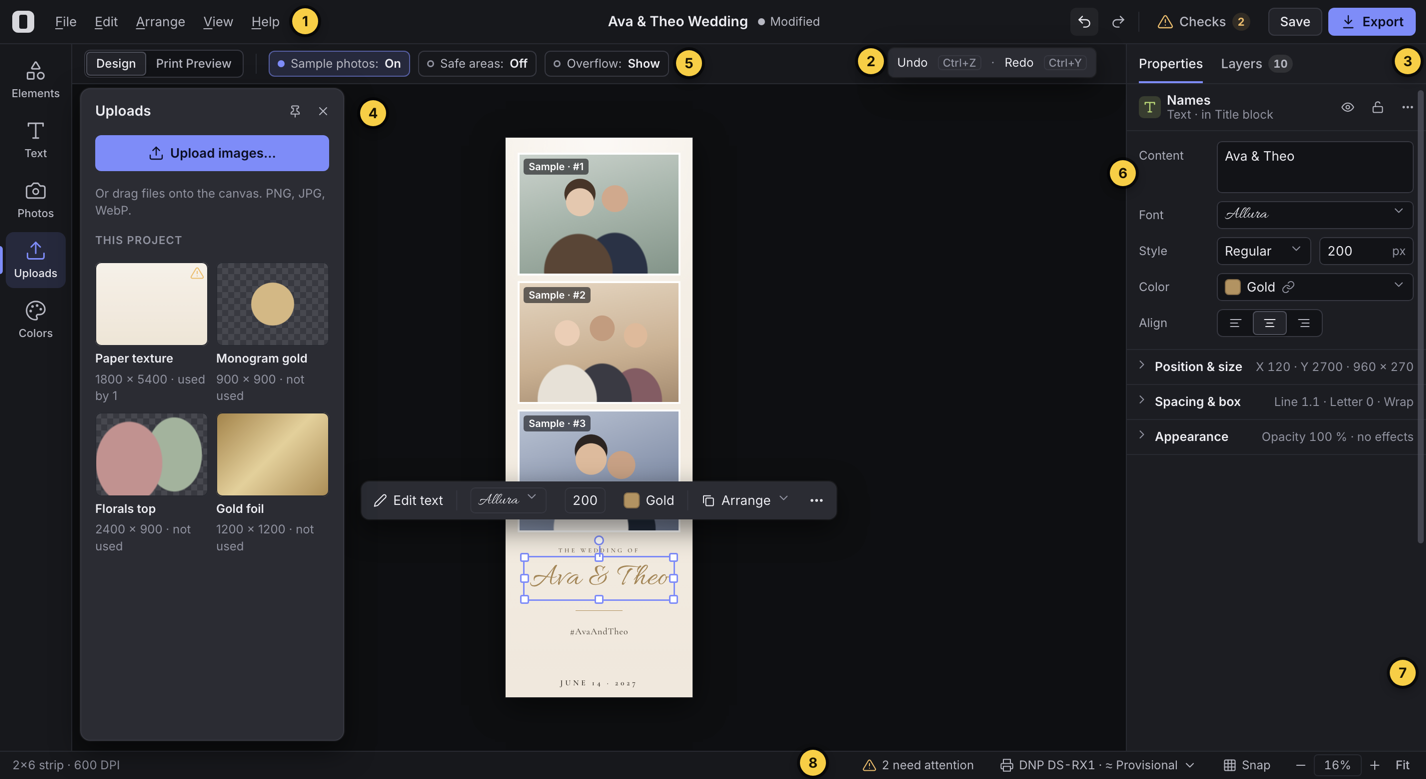 File Edit Arrange View Help 1
Ava & Theo Wedding Modified
Checks 2 Save Export
Design Print Preview Sample photos: On Safe areas: Off Overflow: Show 5
2 Undo Ctrl+Z · Redo Ctrl+Y
Properties Layers 10 3
Elements
Text
Photos
Uploads
Colors
Uploads
4
Upload images...
Or drag files onto the canvas. PNG, JPG,
WebP.
THIS PROJECT
Paper texture
1800 × 5400 · used
by 1
Monogram gold
900 × 900 · not
used
Florals top
2400 × 900 · not
used
Gold foil
1200 × 1200 · not
used
Sample · #1
Sample · #2
Sample · #3
Edit text Allura 200 Gold Arrange
THE WEDDING OF
Ava & Theo
#AvaAndTheo
JUNE 14 · 2027
T Names
Text · in Title block
6
Content Ava & Theo
Font Allura
Style Regular 200 px
Color Gold
Align
Position & size X 120 · Y 2700 · 960 × 270
Spacing & box Line 1.1 · Letter 0 · Wrap
Appearance Opacity 100 % · no effects
7
2×6 strip · 600 DPI
8
2 need attention DNP DS-RX1 · ≈ Provisional Snap — 16% + Fit